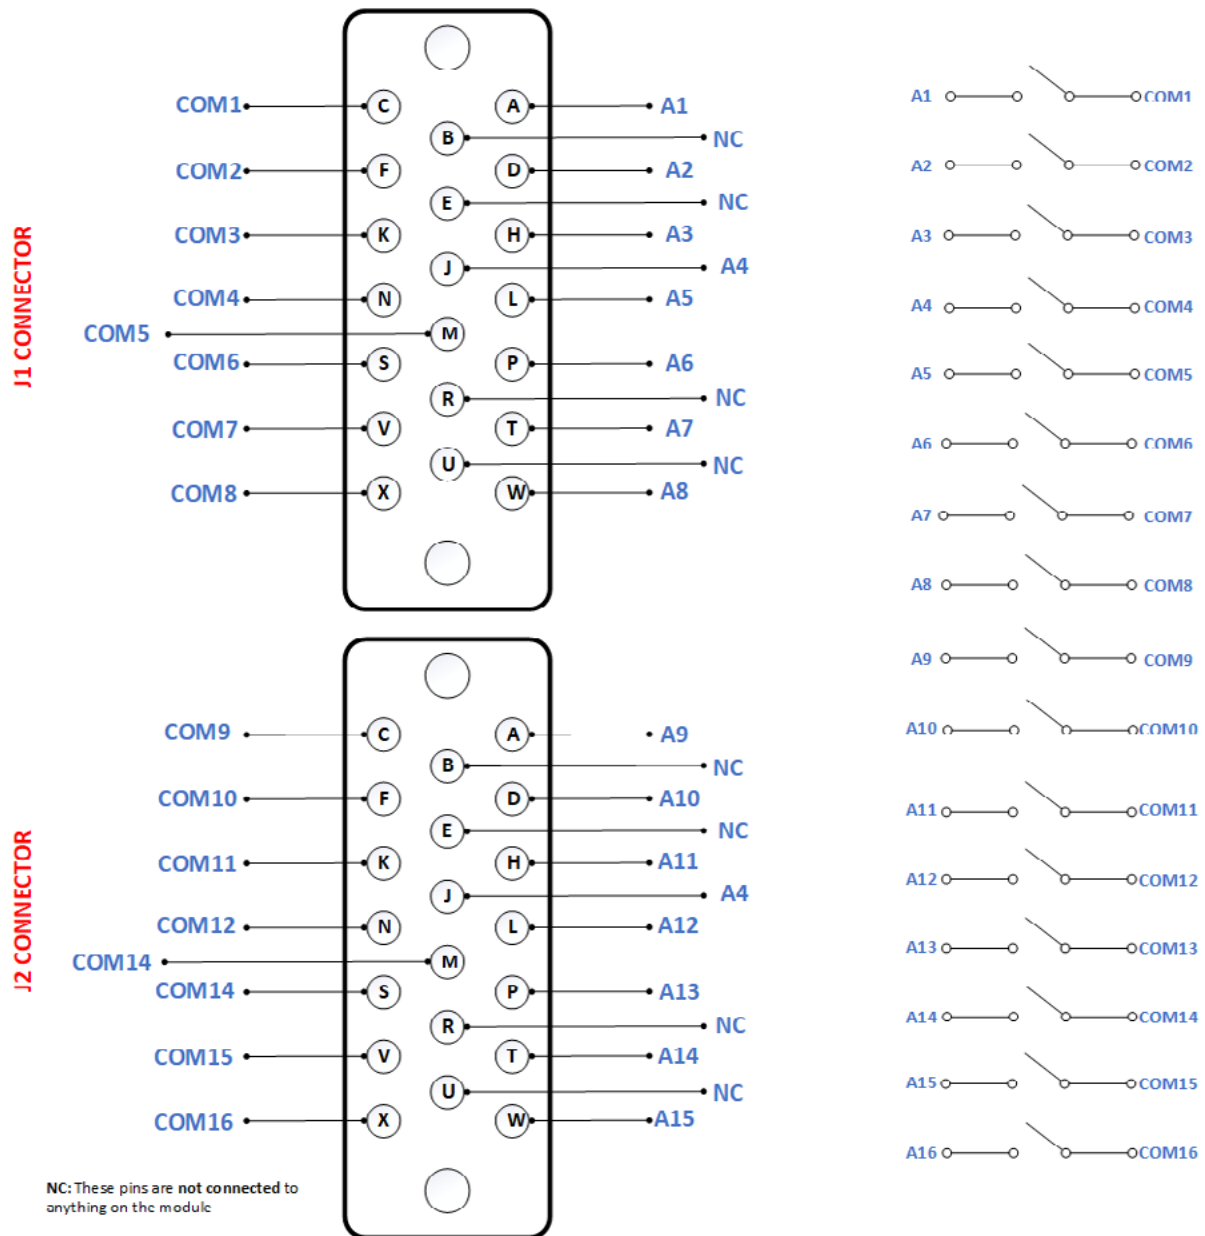 J1 CONNECTOR
COM1 C A A1
B NC
COM2 F D A2
E NC
COM3 K H A3
J A4
COM4 N L A5
COM5 M
COM6 S P A6
R NC
COM7 V T A7
U NC
COM8 X W A8
J2 CONNECTOR
COM9 C A A9
B NC
COM10 F D A10
E NC
COM11 K H A11
J A4
COM12 N L A12
COM14 M
COM14 S P A13
R NC
COM15 V T A14
U NC
COM16 X W A15
NC: These pins are not connected to
anything on the module
A1 COM1
A2 COM2
A3 COM3
A4 COM4
A5 COM5
A6 COM6
A7 COM7
A8 COM8
A9 COM9
A10 COM10
A11 COM11
A12 COM12
A13 COM13
A14 COM14
A15 COM15
A16 COM16